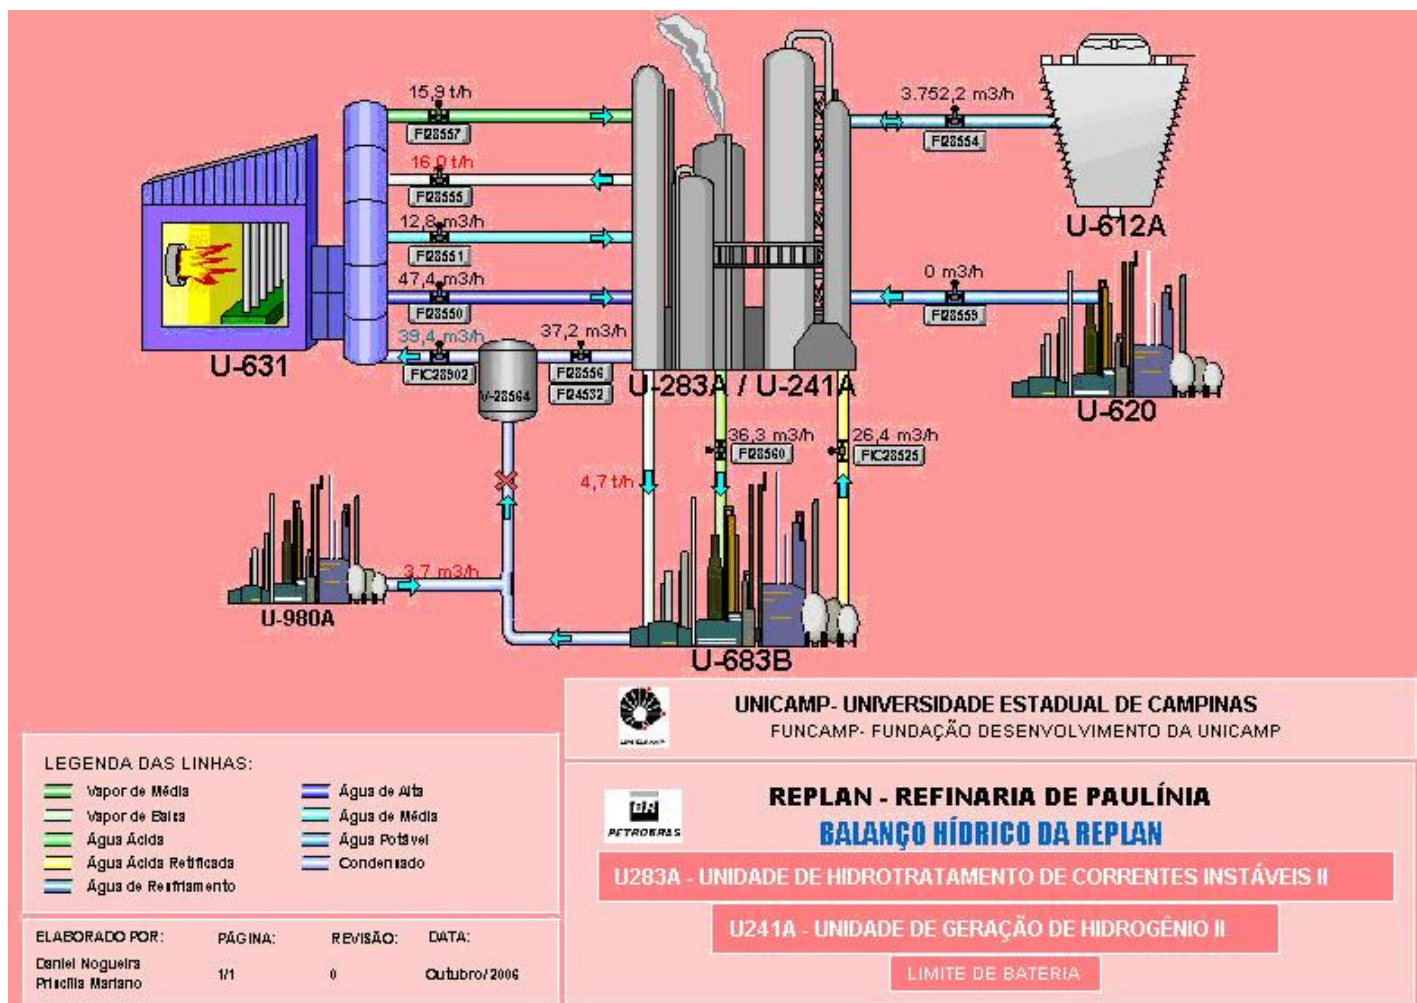 15,9 t/h
FI28557
16,0 t/h
FI28555
12,8 m3/h
FI28551
47,4 m3/h
FI28550
39,4 m3/h
FIC28902
37,2 m3/h
FI28556
FI24532
V-28564
U-631
U-283A / U-241A
3.752,2 m3/h
FI28554
U-612A
0 m3/h
FI28559
U-620
4,7 t/h
36,3 m3/h
FI28560
26,4 m3/h
FIC28525
3,7 m3/h
U-980A
U-683B
LEGENDA DAS LINHAS:
Vapor de Média
Vapor de Baixa
Água Ácida
Água Ácida Retificada
Água de Resfriamento
Água de Alta
Água de Média
Água Potável
Condensado
ELABORADO POR:
Daniel Nogueira
Priscilla Mariano
PÁGINA:
1/1
REVISÃO:
0
DATA:
Outubro/2006
UNICAMP
UNICAMP- UNIVERSIDADE ESTADUAL DE CAMPINAS
FUNCAMP- FUNDAÇÃO DESENVOLVIMENTO DA UNICAMP
BR
PETROBRAS
REPLAN - REFINARIA DE PAULÍNIA
BALANÇO HÍDRICO DA REPLAN
U283A - UNIDADE DE HIDROTRATAMENTO DE CORRENTES INSTÁVEIS II
U241A - UNIDADE DE GERAÇÃO DE HIDROGÊNIO II
LIMITE DE BATERIA